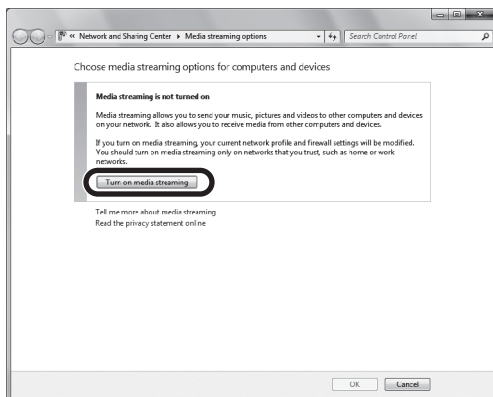 « Network and Sharing Center ▸ Media streaming options
Search Control Panel
Choose media streaming options for computers and devices
Media streaming is not turned on
Media streaming allows you to send your music, pictures and videos to other computers and devices
on your network. It also allows you to receive media from other computers and devices.
If you turn on media streaming, your current network profile and firewall settings will be modified.
You should turn on media streaming only on networks that you trust, such as home or work
networks.
Turn on media streaming
Tell me more about media streaming
Read the privacy statement online
OK
Cancel